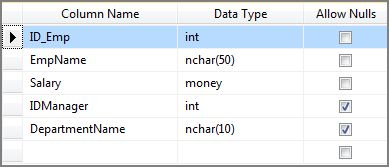 Column Name Data Type Allow Nulls
ID_Emp int
EmpName nchar(50)
Salary money
IDManager int
DepartmentName nchar(10)